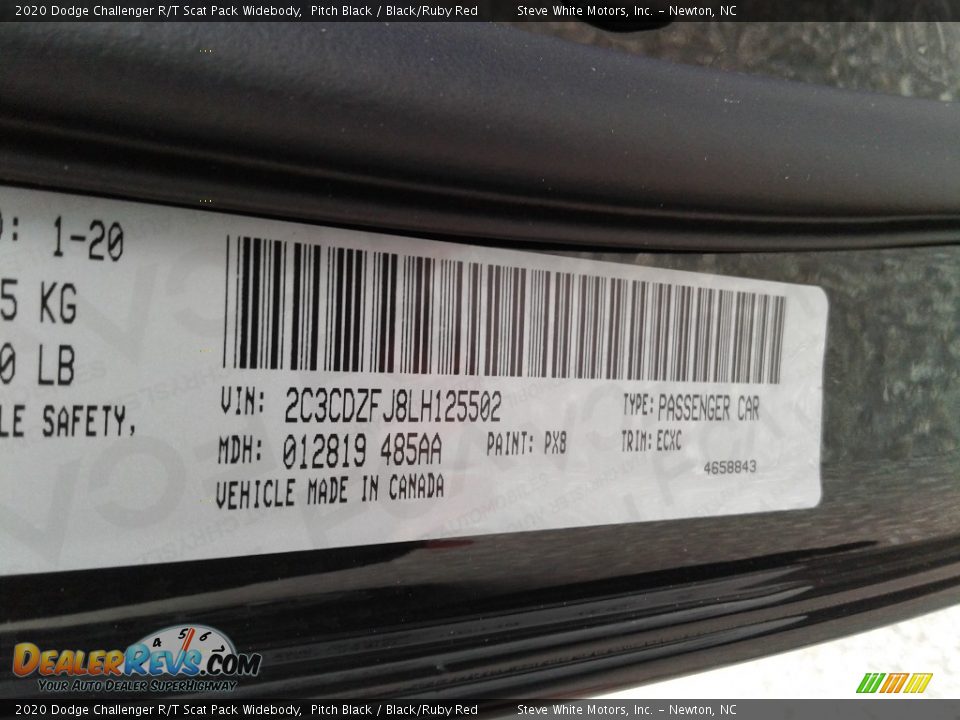 2020 Dodge Challenger R/T Scat Pack Widebody, Pitch Black / Black/Ruby Red Steve White Motors, Inc. – Newton, NC
: 1-20
5 KG
0 LB
LE SAFETY,
VIN: 2C3CDZFJ8LH125502 TYPE: PASSENGER CAR
MDH: 012819 485AA PAINT: PX8 TRIM: ECXC
4658843
VEHICLE MADE IN CANADA
4 5 6
DEALERREVS.COM
YOUR AUTO DEALER SUPERHIGHWAY
2020 Dodge Challenger R/T Scat Pack Widebody, Pitch Black / Black/Ruby Red Steve White Motors, Inc. – Newton, NC